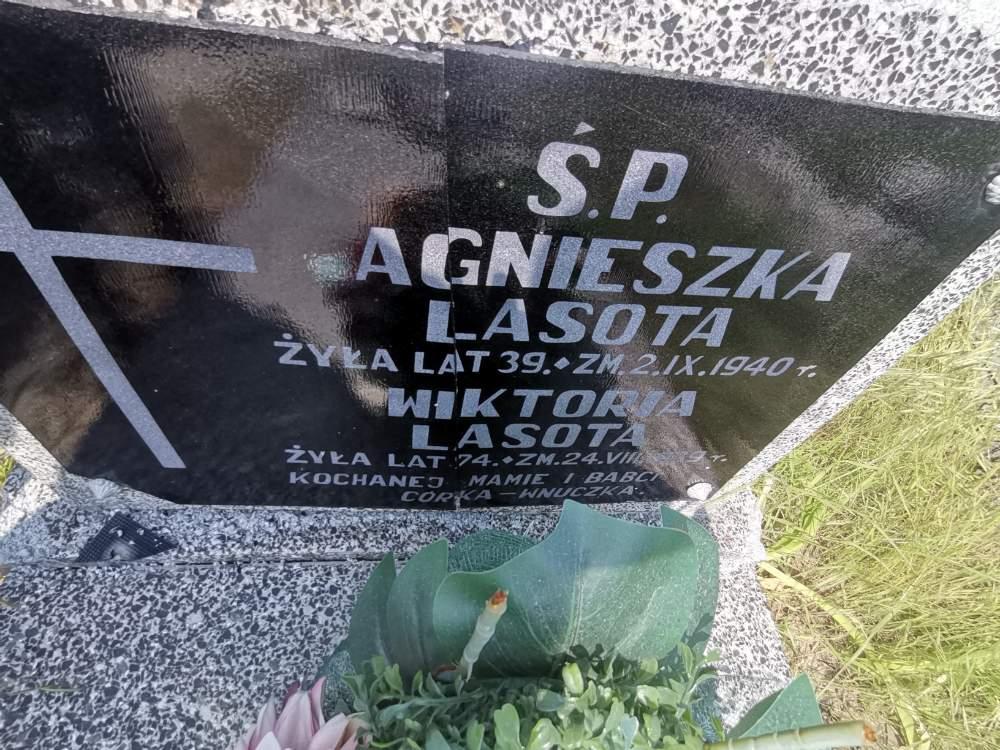 Ś.P.
AGNIESZKA
LASOTA
ŻYŁA LAT 39.⬥ZM. 2.IX.1940 r.
WIKTORIA
LASOTA
ŻYŁA LAT 74.⬥ZM. 24.
KOCHANEJ MAMIE I BABCI
CÓRKA – WNUCZKA